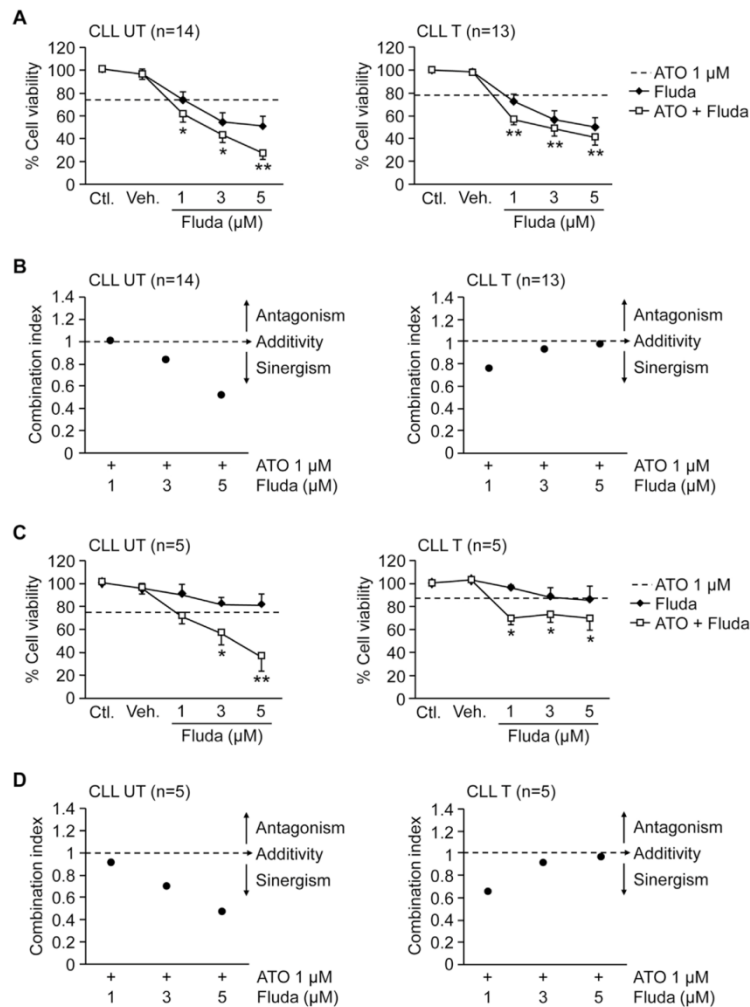 A
CLL UT (n=14)
% Cell viability
120
100
80
60
40
20
0
*
*
**
Ctl. Veh. 1 3 5
Fluda (µM)
CLL T (n=13)
% Cell viability
120
100
80
60
40
20
0
**
**
**
Ctl. Veh. 1 3 5
Fluda (µM)
ATO 1 µM
Fluda
ATO + Fluda
B
CLL UT (n=14)
Combination index
1.4
1.2
1
0.8
0.6
0.4
0.2
0
Antagonism
Additivity
Sinergism
+ + + ATO 1 µM
1 3 5 Fluda (µM)
CLL T (n=13)
Combination index
1.4
1.2
1
0.8
0.6
0.4
0.2
0
Antagonism
Additivity
Sinergism
+ + + ATO 1 µM
1 3 5 Fluda (µM)
C
CLL UT (n=5)
% Cell viability
120
100
80
60
40
20
0
*
**
Ctl. Veh. 1 3 5
Fluda (µM)
CLL T (n=5)
% Cell viability
120
100
80
60
40
20
0
*
*
*
Ctl. Veh. 1 3 5
Fluda (µM)
ATO 1 µM
Fluda
ATO + Fluda
D
CLL UT (n=5)
Combination index
1.4
1.2
1
0.8
0.6
0.4
0.2
0
Antagonism
Additivity
Sinergism
+ + + ATO 1 µM
1 3 5 Fluda (µM)
CLL T (n=5)
Combination index
1.4
1.2
1
0.8
0.6
0.4
0.2
0
Antagonism
Additivity
Sinergism
+ + + ATO 1 µM
1 3 5 Fluda (µM)